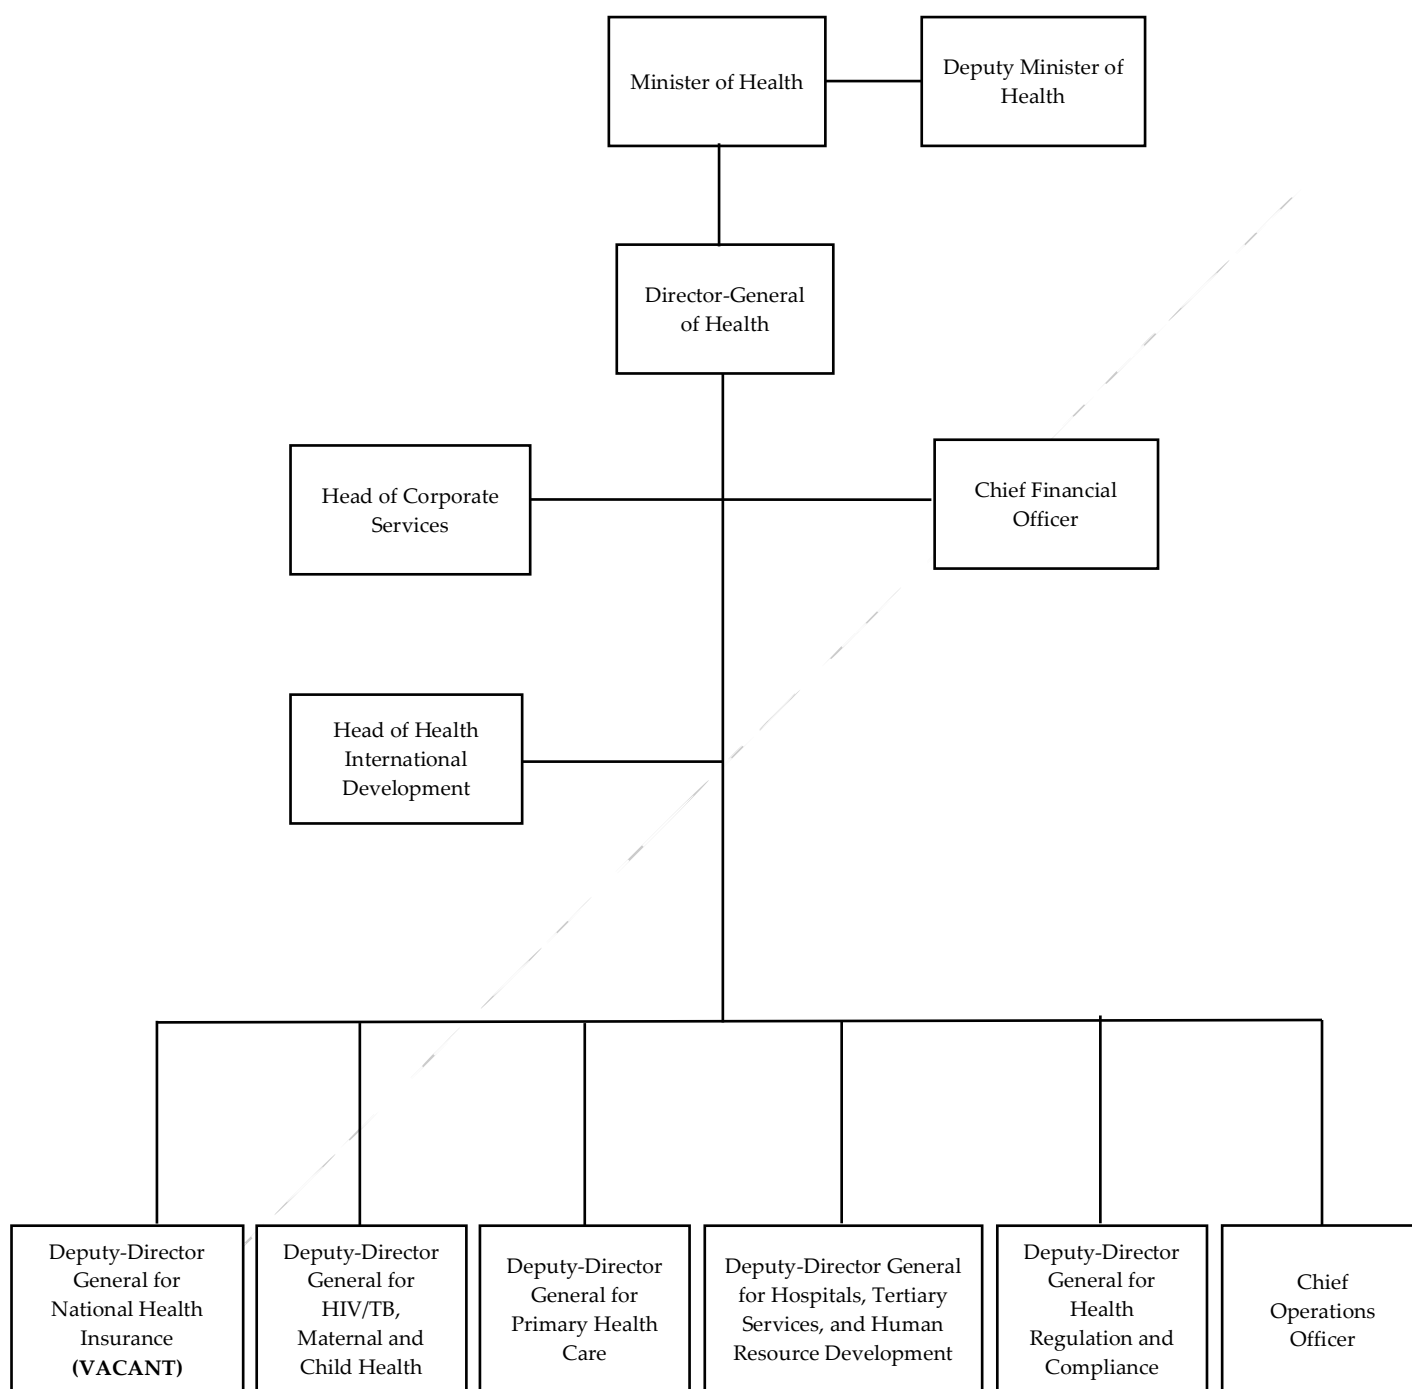 Minister of Health
Deputy Minister of
Health
Director-General
of Health
Head of Corporate
Services
Chief Financial
Officer
Head of Health
International
Development
Deputy-Director
General for
National Health
Insurance
(VACANT)
Deputy-Director
General for
HIV/TB,
Maternal and
Child Health
Deputy-Director
General for
Primary Health
Care
Deputy-Director General
for Hospitals, Tertiary
Services, and Human
Resource Development
Deputy-Director
General for
Health
Regulation and
Compliance
Chief
Operations
Officer